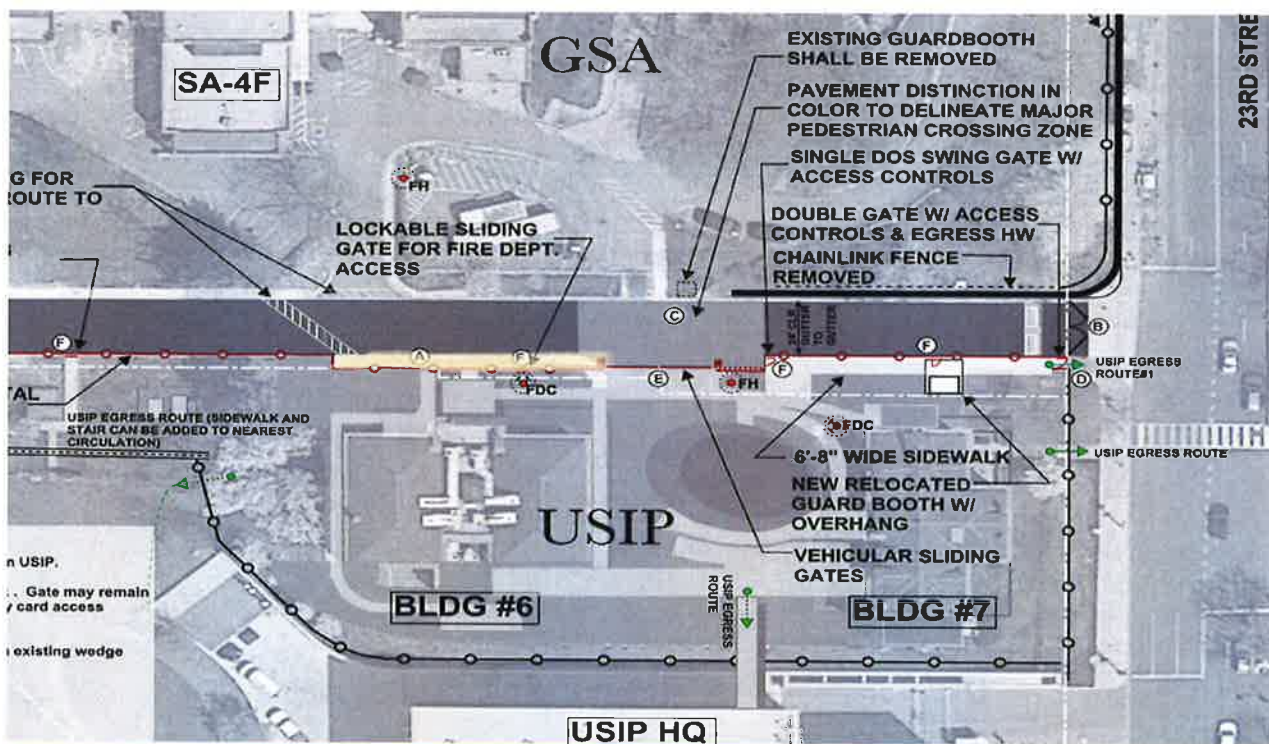 GSA
SA-4F
EXISTING GUARDBOOTH
SHALL BE REMOVED
PAVEMENT DISTINCTION IN
COLOR TO DELINEATE MAJOR
PEDESTRIAN CROSSING ZONE
SINGLE DOS SWING GATE W/
ACCESS CONTROLS
DOUBLE GATE W/ ACCESS
CONTROLS & EGRESS HW
CHAINLINK FENCE
REMOVED
23RD STRE
G FOR
ROUTE TO
FH
LOCKABLE SLIDING
GATE FOR FIRE DEPT.
ACCESS
C
GUTTER
TO
GUTTER
B
F
A
F
E
F
F
D
USIP EGRESS
ROUTE#1
FDC
FH
TAL
USIP EGRESS ROUTE (SIDEWALK AND
STAIR CAN BE ADDED TO NEAREST
CIRCULATION)
FDC
6'-8" WIDE SIDEWALK
USIP EGRESS ROUTE
NEW RELOCATED
GUARD BOOTH W/
OVERHANG
USIP
VEHICULAR SLIDING
GATES
n USIP.
. Gate may remain
y card access
existing wedge
BLDG #6
USIP EGRESS
ROUTE
BLDG #7
USIP HQ